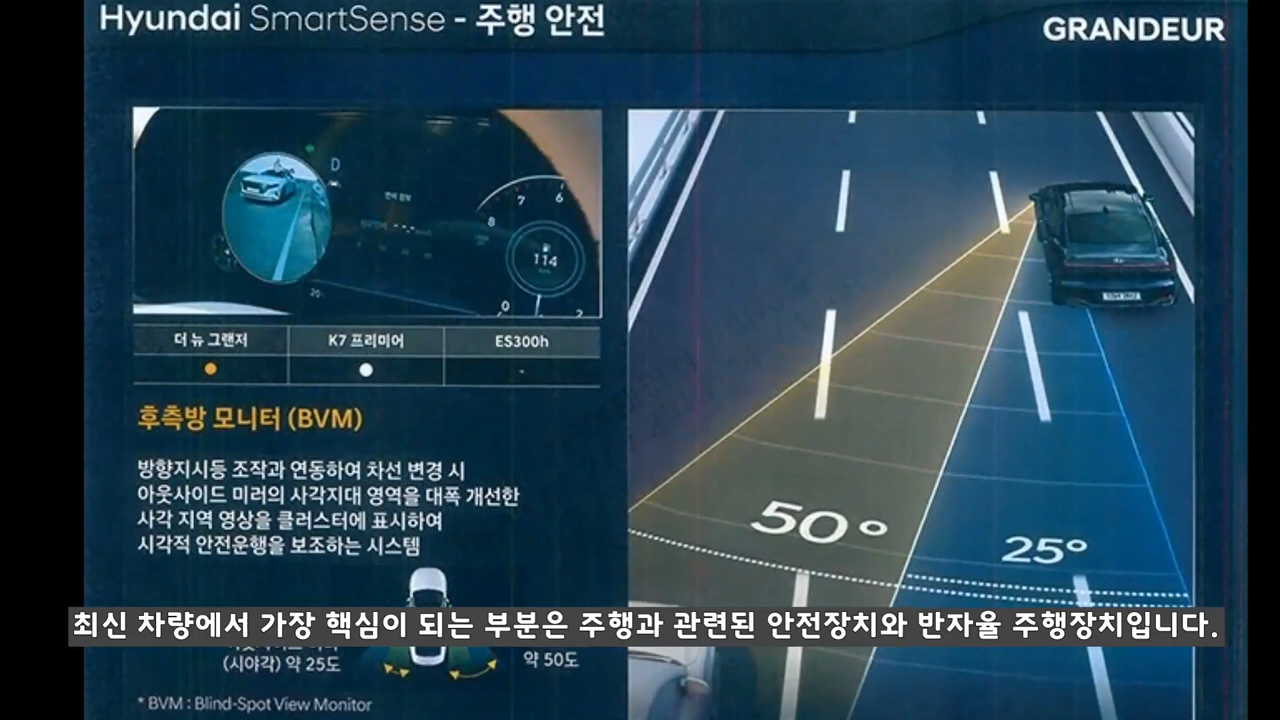 Hyundai SmartSense - 주행 안전
GRANDEUR
D
8
7
6
114
0
2
더 뉴 그랜저
K7 프리미어
ES300h
-
후측방 모니터 (BVM)
방향지시등 조작과 연동하여 차선 변경 시
아웃사이드 미러의 사각지대 영역을 대폭 개선한
사각 지역 영상을 클러스터에 표시하여
시각적 안전운행을 보조하는 시스템
50°
25°
최신 차량에서 가장 핵심이 되는 부분은 주행과 관련된 안전장치와 반자율 주행장치입니다.
(시야각) 약 25도
약 50도
* BVM : Blind-Spot View Monitor